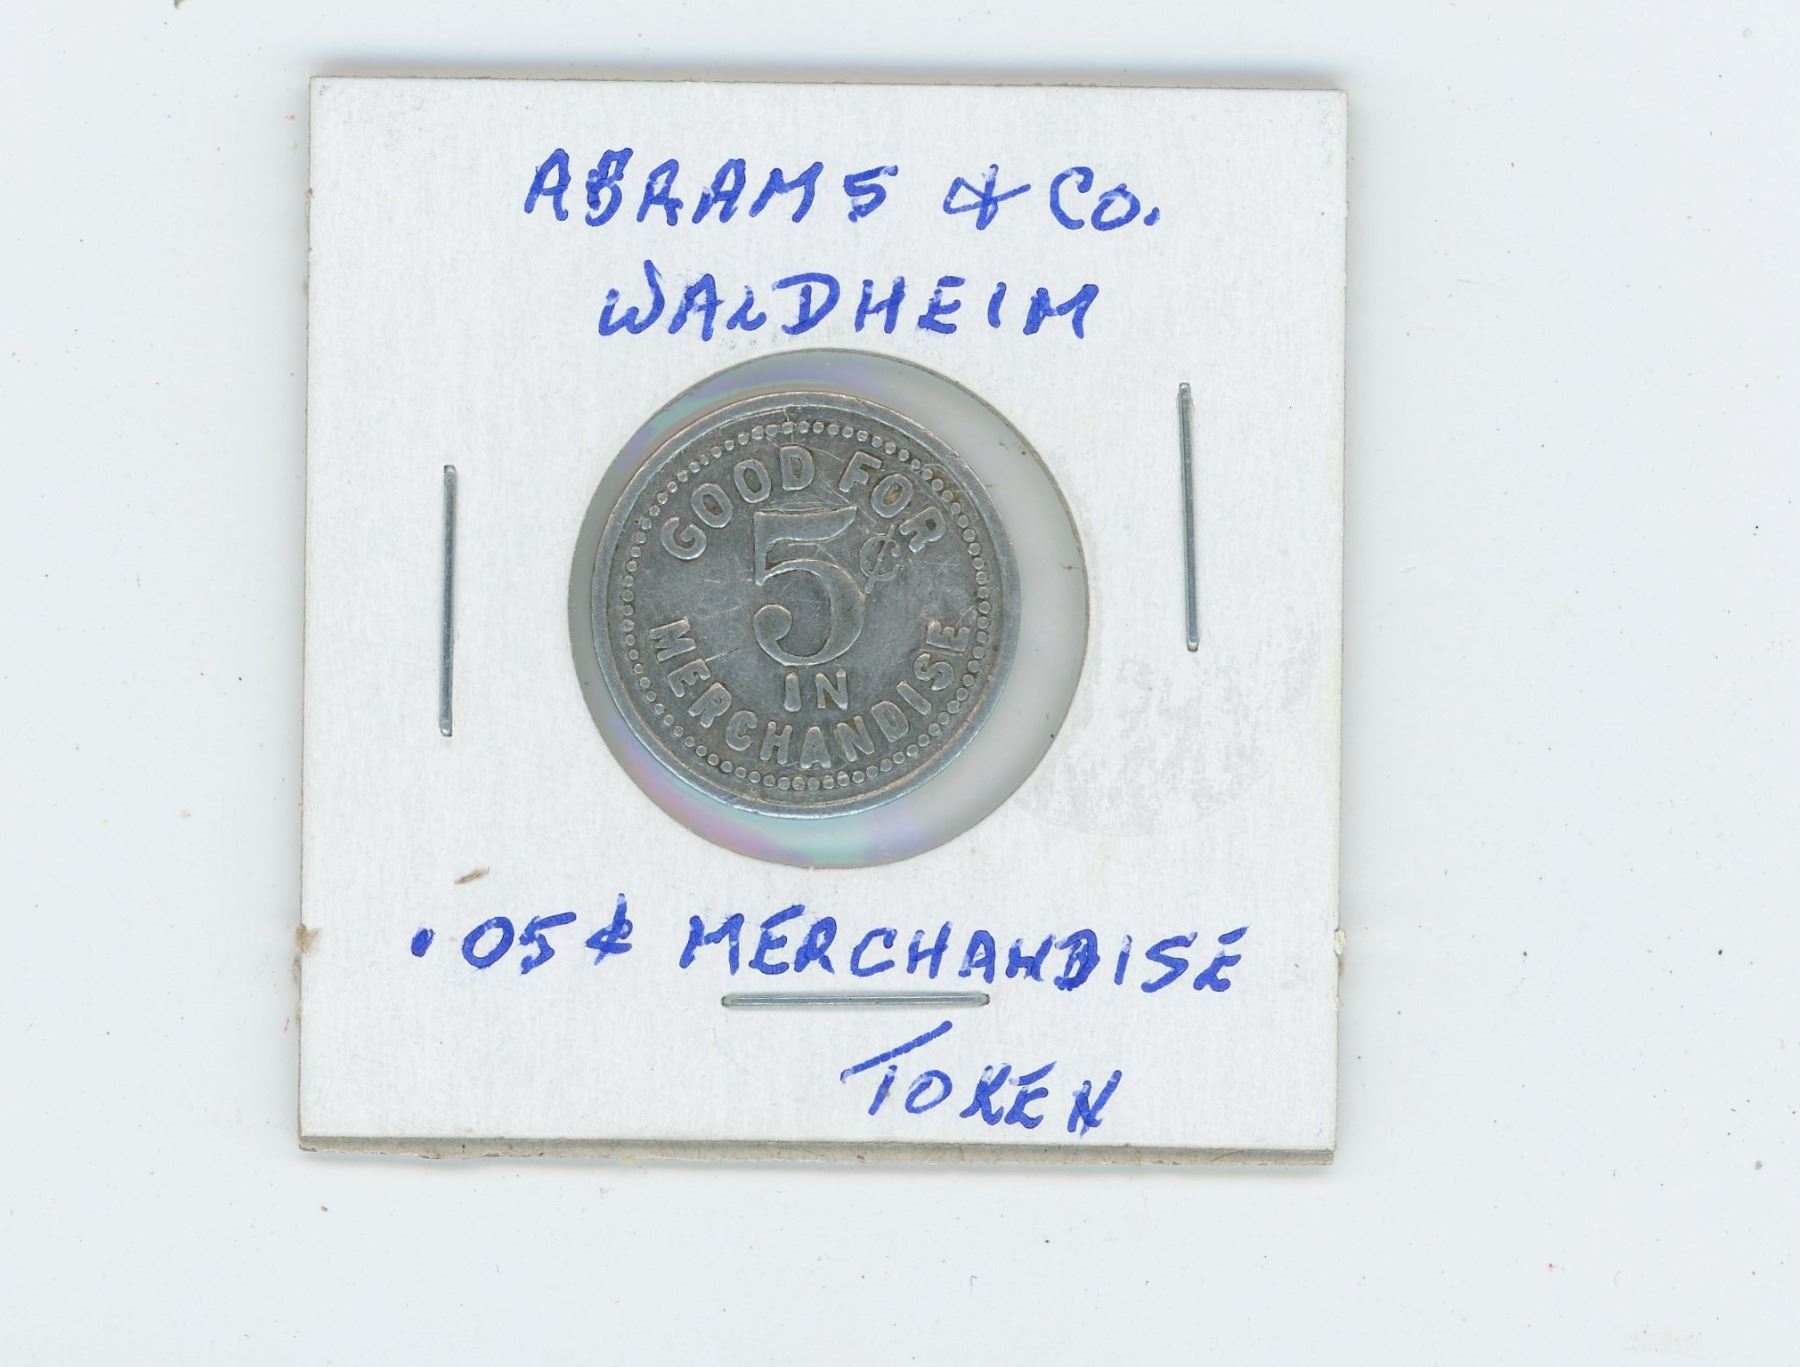 ABRAMS & CO.
WALDHEIM
GOOD FOR
5¢
IN
MERCHANDISE
.05¢ MERCHANDISE
TOKEN